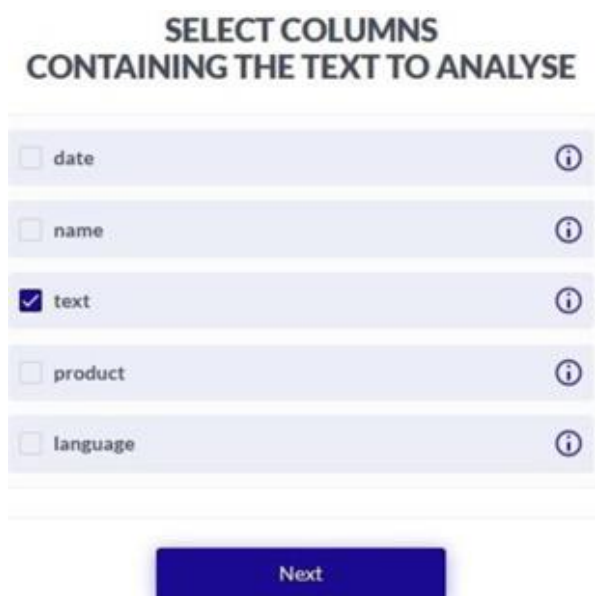 SELECT COLUMNS
CONTAINING THE TEXT TO ANALYSE
date
name
text
product
language
Next